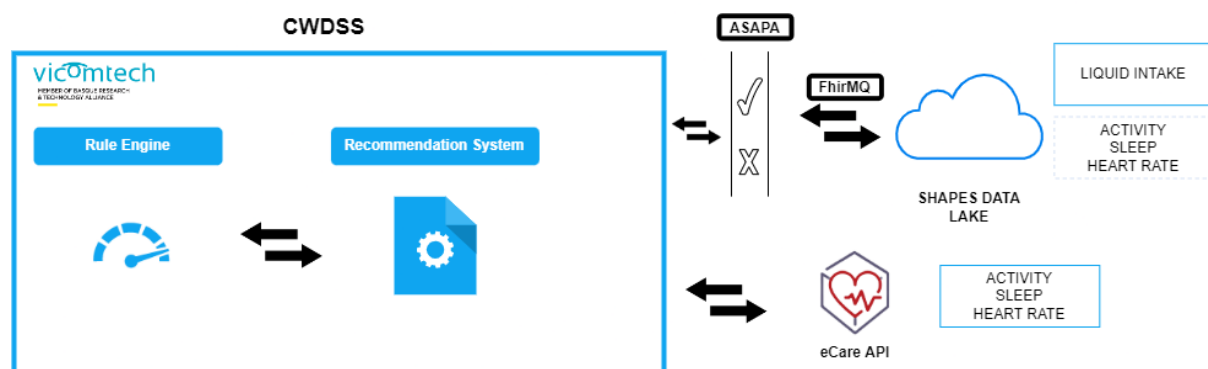 CWDSS
vicomtech
MEMBER OF BASQUE RESEARCH
& TECHNOLOGY ALLIANCE
Rule Engine
Recommendation System
ASAPA
X
FhirMQ
SHAPES DATA
LAKE
LIQUID INTAKE
ACTIVITY
SLEEP
HEART RATE
eCare API
ACTIVITY
SLEEP
HEART RATE